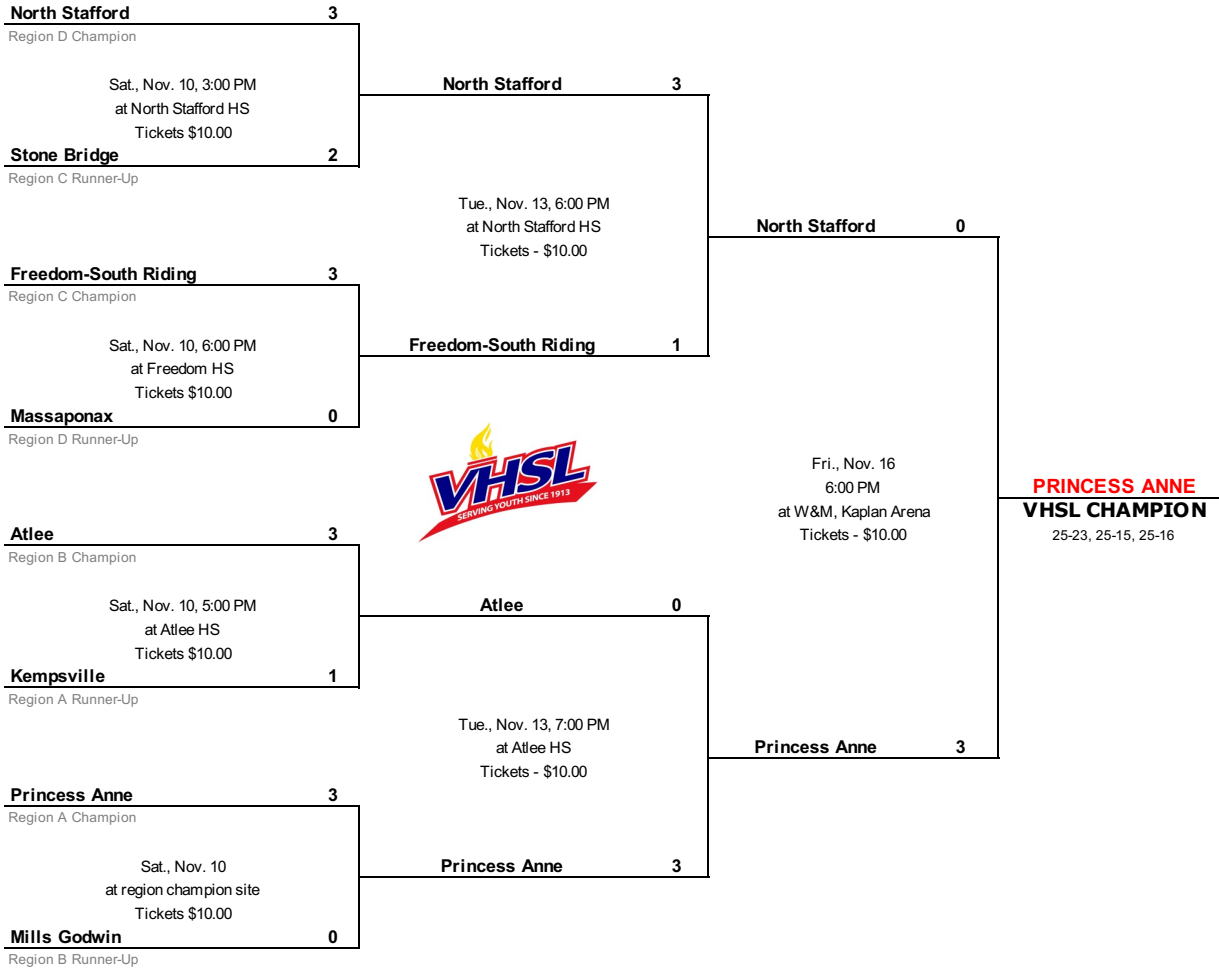 North Stafford 3
Region D Champion
Sat., Nov. 10, 3:00 PM
at North Stafford HS
Tickets $10.00
Stone Bridge 2
Region C Runner-Up
North Stafford 3
Tue., Nov. 13, 6:00 PM
at North Stafford HS
Tickets - $10.00
Freedom-South Riding 3
Region C Champion
Sat., Nov. 10, 6:00 PM
at Freedom HS
Tickets $10.00
Massaponax 0
Region D Runner-Up
Freedom-South Riding 1
North Stafford 0
VHSL
SERVING YOUTH SINCE 1913
Fri., Nov. 16
6:00 PM
at W&M, Kaplan Arena
Tickets - $10.00
PRINCESS ANNE
VHSL CHAMPION
25-23, 25-15, 25-16
Atlee 3
Region B Champion
Sat., Nov. 10, 5:00 PM
at Atlee HS
Tickets $10.00
Kempsville 1
Region A Runner-Up
Atlee 0
Tue., Nov. 13, 7:00 PM
at Atlee HS
Tickets - $10.00
Princess Anne 3
Princess Anne 3
Region A Champion
Sat., Nov. 10
at region champion site
Tickets $10.00
Mills Godwin 0
Region B Runner-Up
Princess Anne 3